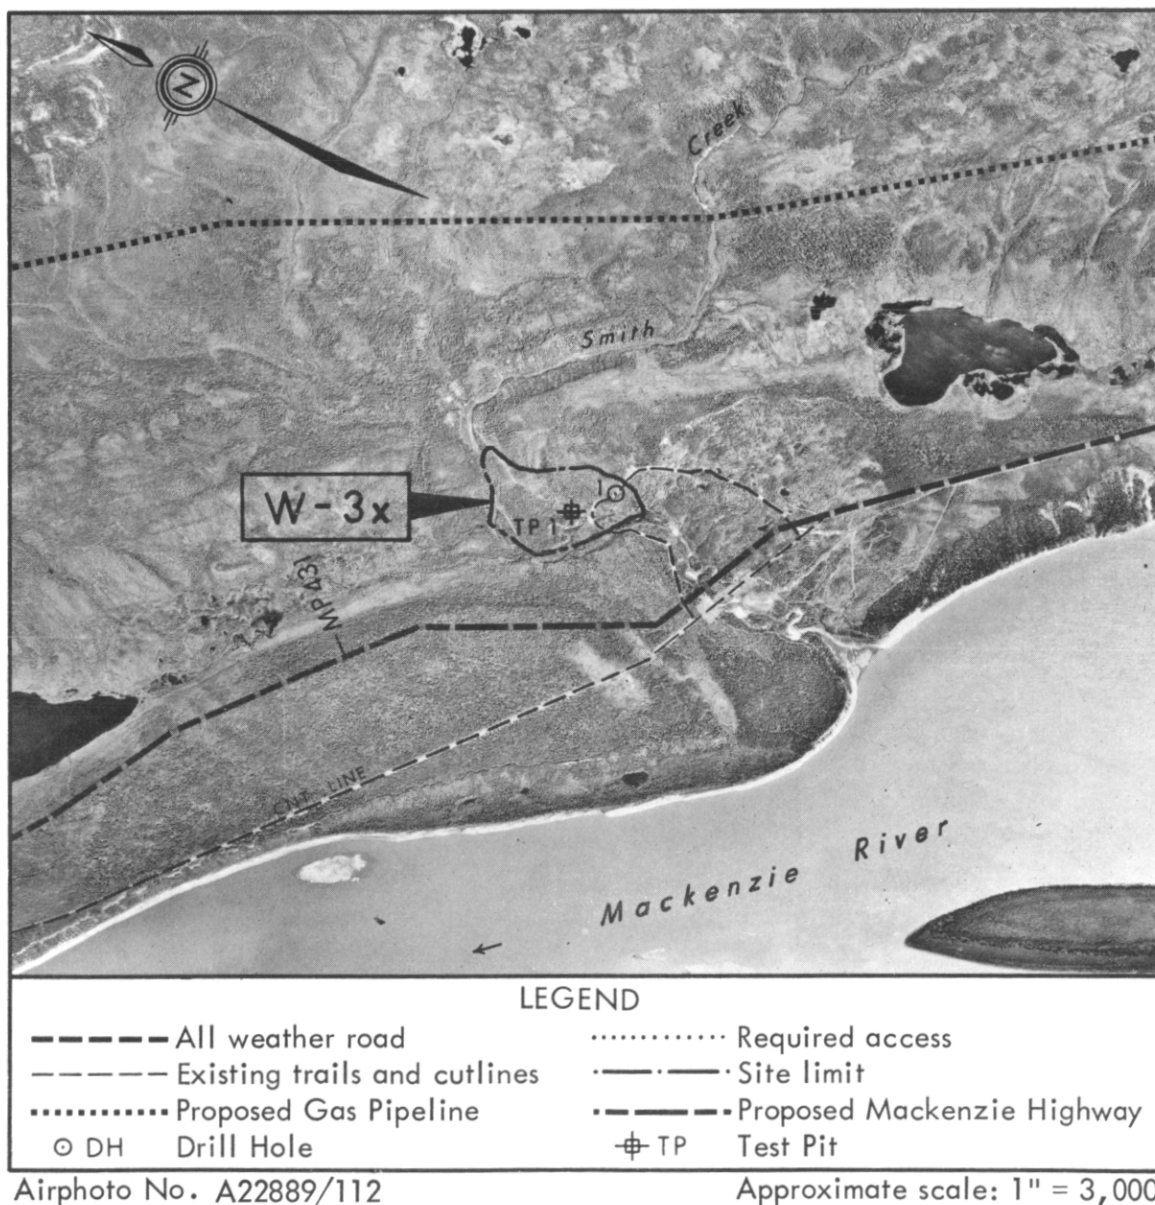 N
Creek
Smith
W-3x
1
TP 1
MP 431
CNT LINE
Mackenzie River
LEGEND
All weather road
Required access
Existing trails and cutlines
Site limit
Proposed Gas Pipeline
Proposed Mackenzie Highway
DH Drill Hole
TP Test Pit
Airphoto No. A22889/112
Approximate scale: 1" = 3,000